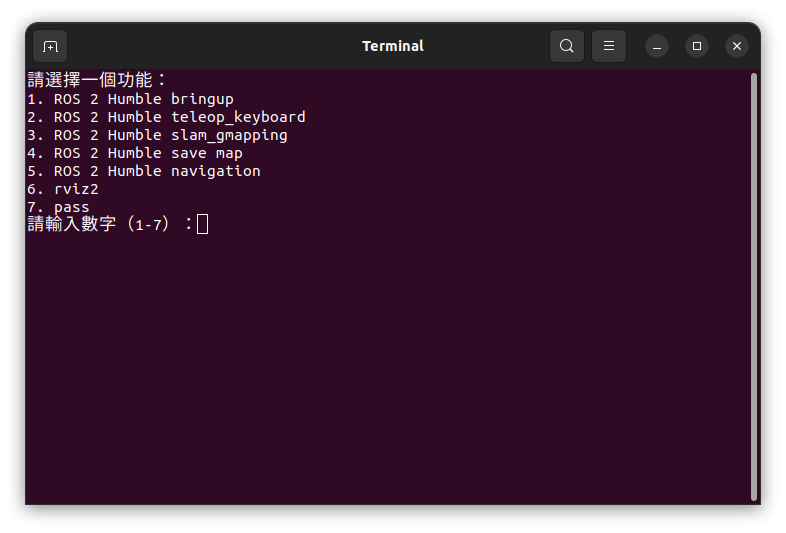 Terminal
請選擇一個功能：
1. ROS 2 Humble bringup
2. ROS 2 Humble teleop_keyboard
3. ROS 2 Humble slam_gmapping
4. ROS 2 Humble save map
5. ROS 2 Humble navigation
6. rviz2
7. pass
請輸入數字（1-7）：